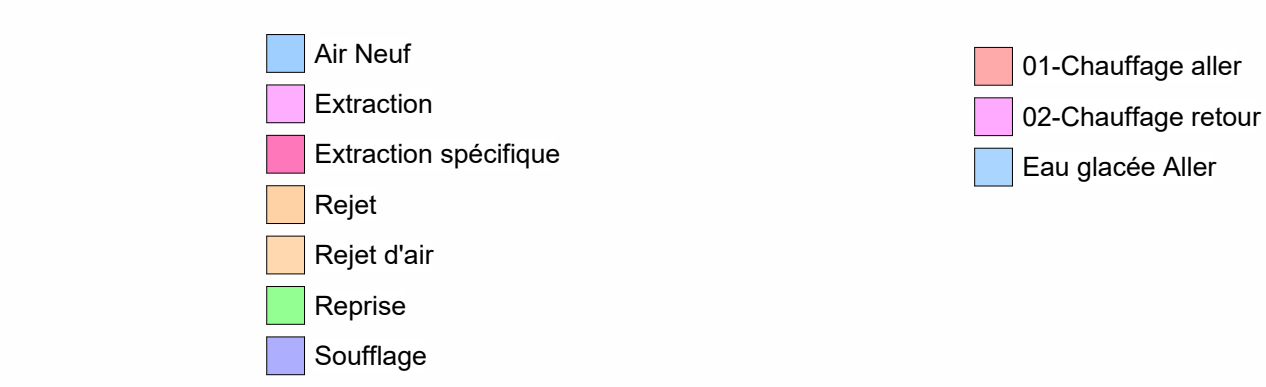 Air Neuf
Extraction
Extraction spécifique
Rejet
Rejet d'air
Reprise
Soufflage
01-Chauffage aller
02-Chauffage retour
Eau glacée Aller